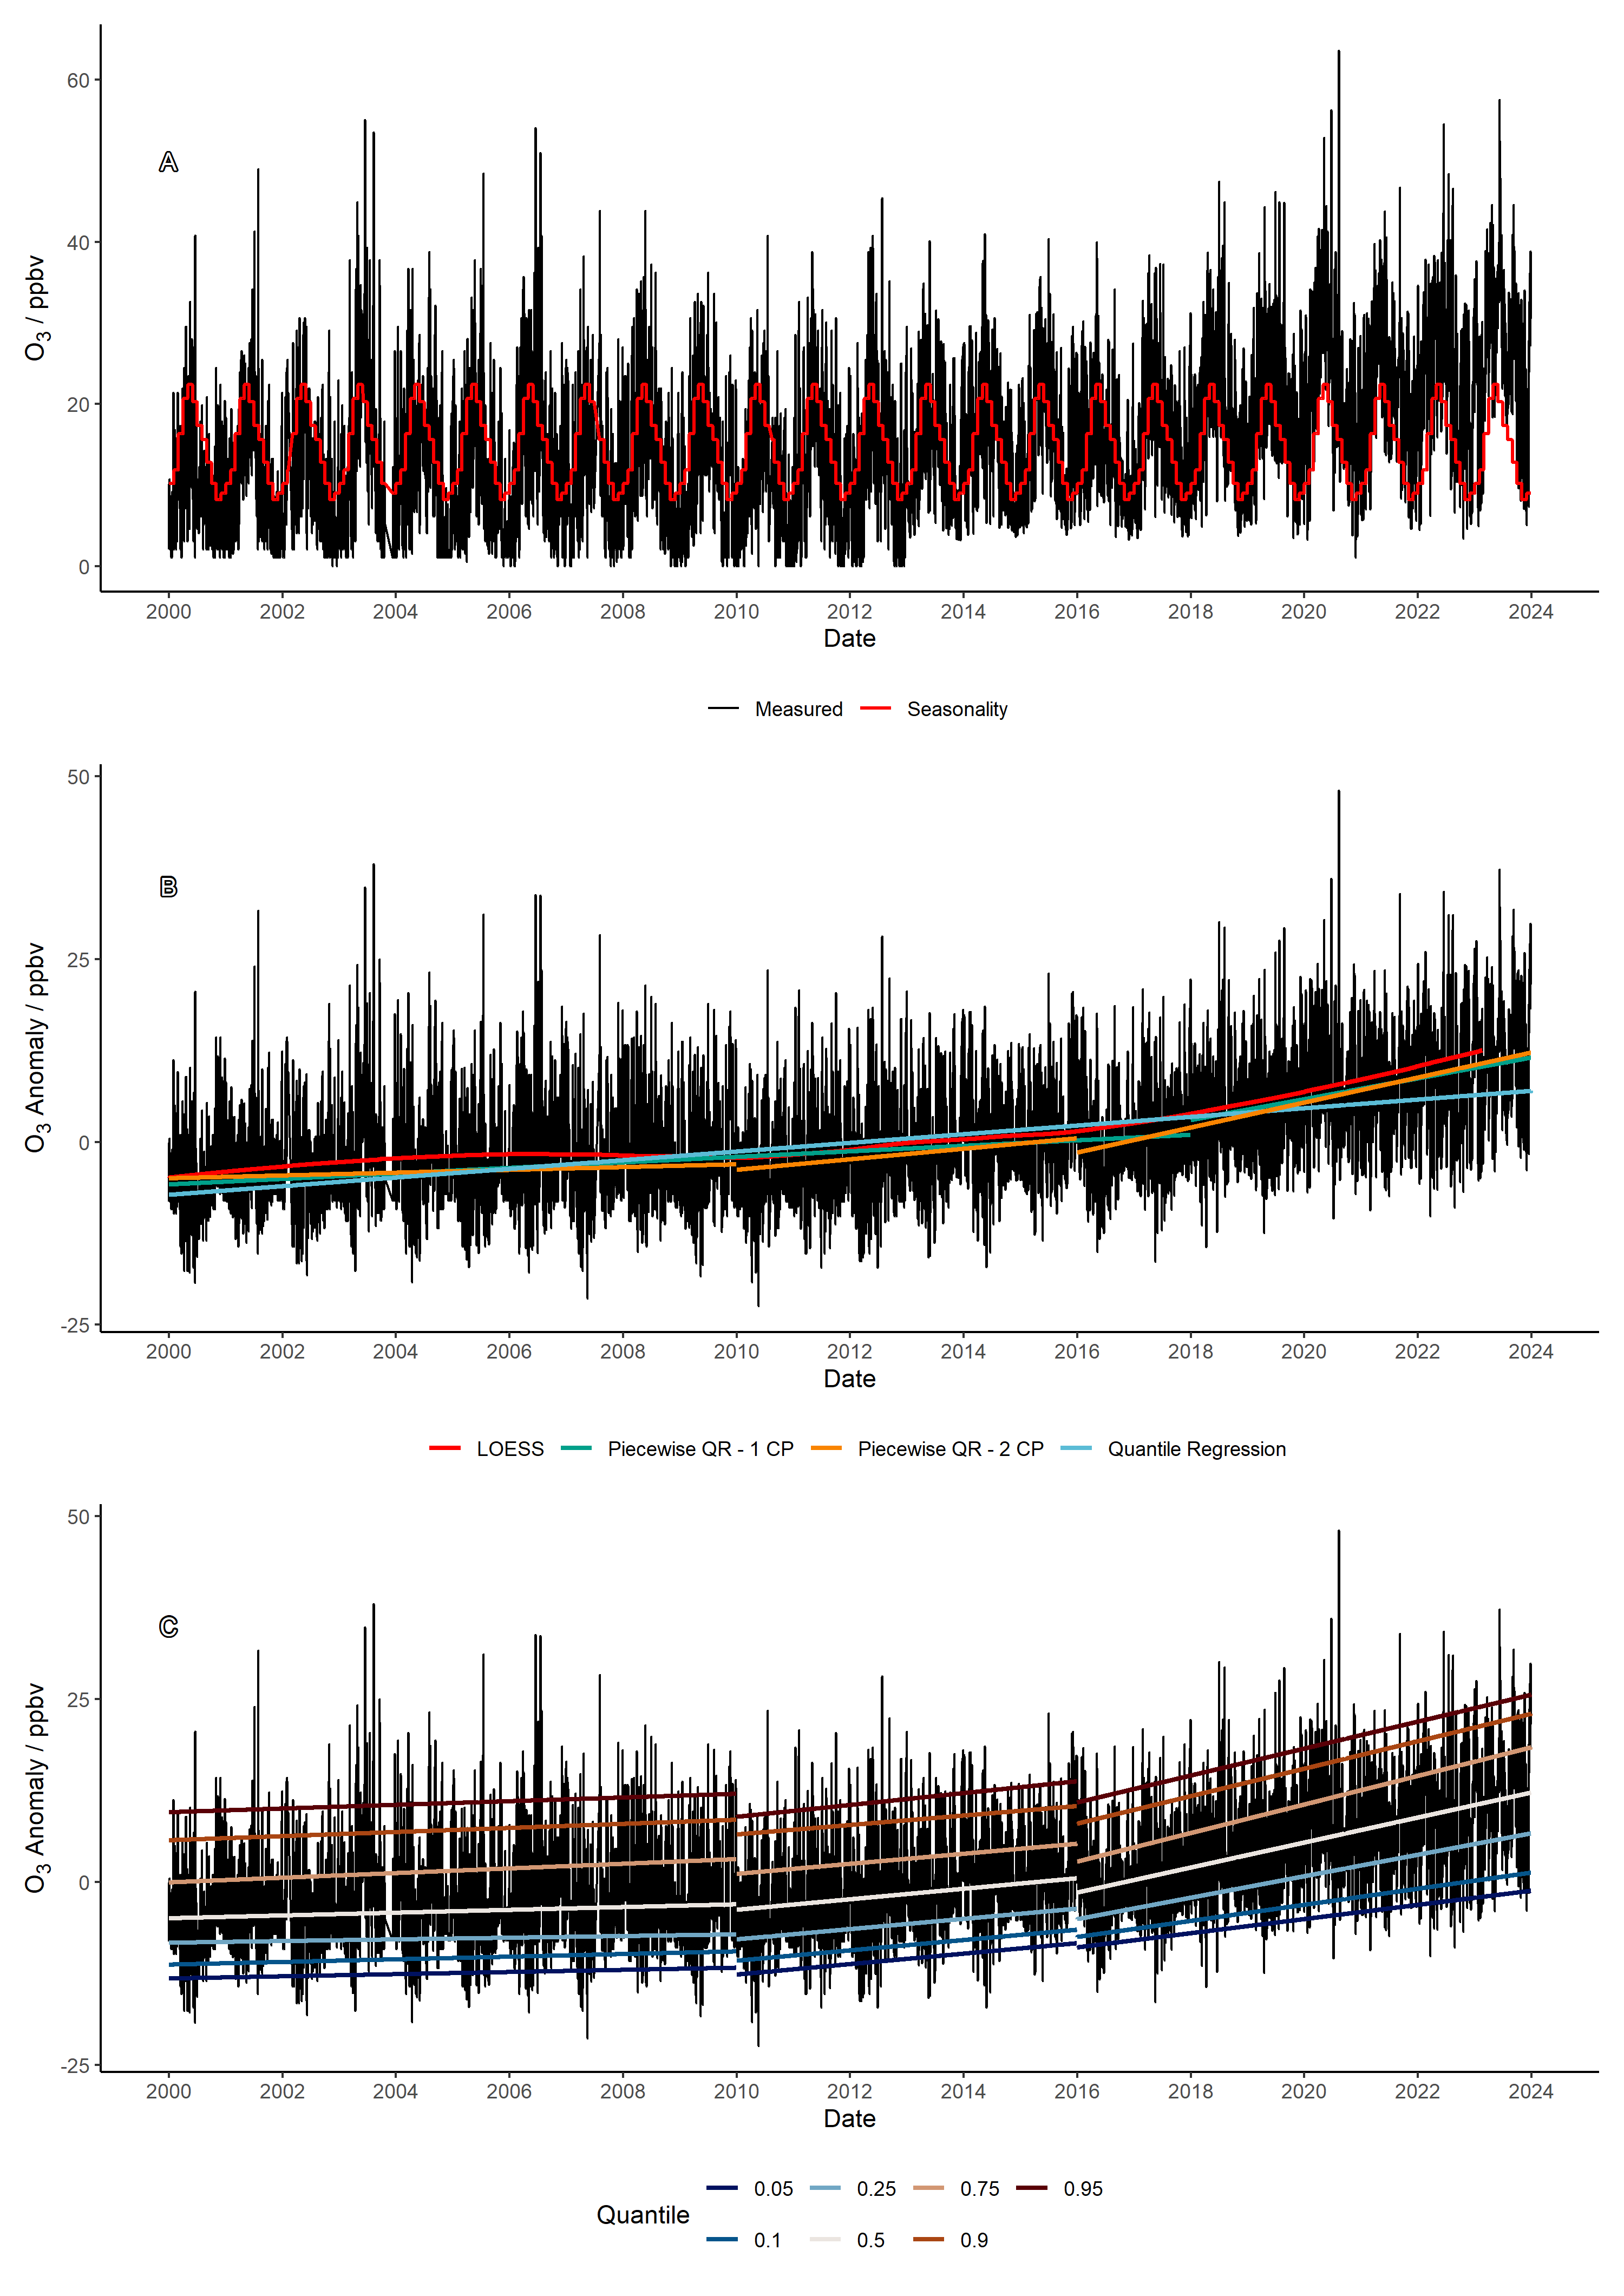 A
60
40
20
0
O3 / ppbv
2000 2002 2004 2006 2008 2010 2012 2014 2016 2018 2020 2022 2024
Date
Measured Seasonality
B
50
25
0
-25
O3 Anomaly / ppbv
2000 2002 2004 2006 2008 2010 2012 2014 2016 2018 2020 2022 2024
Date
LOESS Piecewise QR - 1 CP Piecewise QR - 2 CP Quantile Regression
C
50
25
0
-25
O3 Anomaly / ppbv
2000 2002 2004 2006 2008 2010 2012 2014 2016 2018 2020 2022 2024
Date
Quantile
0.05 0.25 0.75 0.95
0.1 0.5 0.9